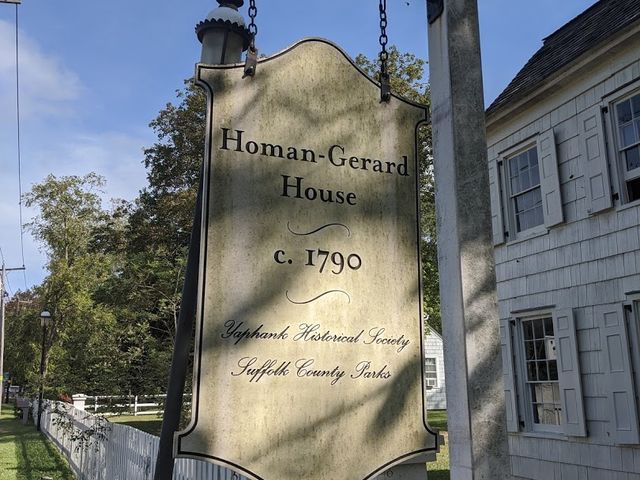 Homan-Gerard
House
c. 1790
Yaphank Historical Society
Suffolk County Parks